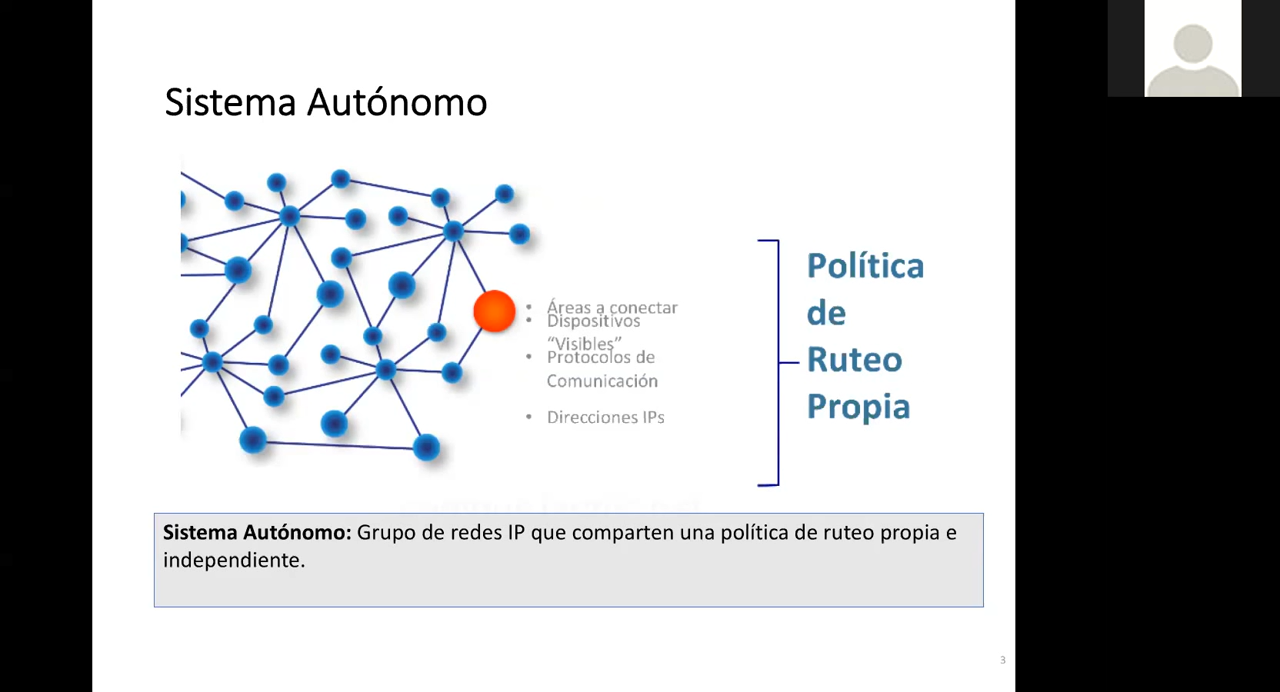 Sistema Autónomo
• Áreas a conectar
• Dispositivos
“Visibles”
• Protocolos de
Comunicación
• Direcciones IPs
Política
de
Ruteo
Propia
Sistema Autónomo: Grupo de redes IP que comparten una política de ruteo propia e
independiente.
3